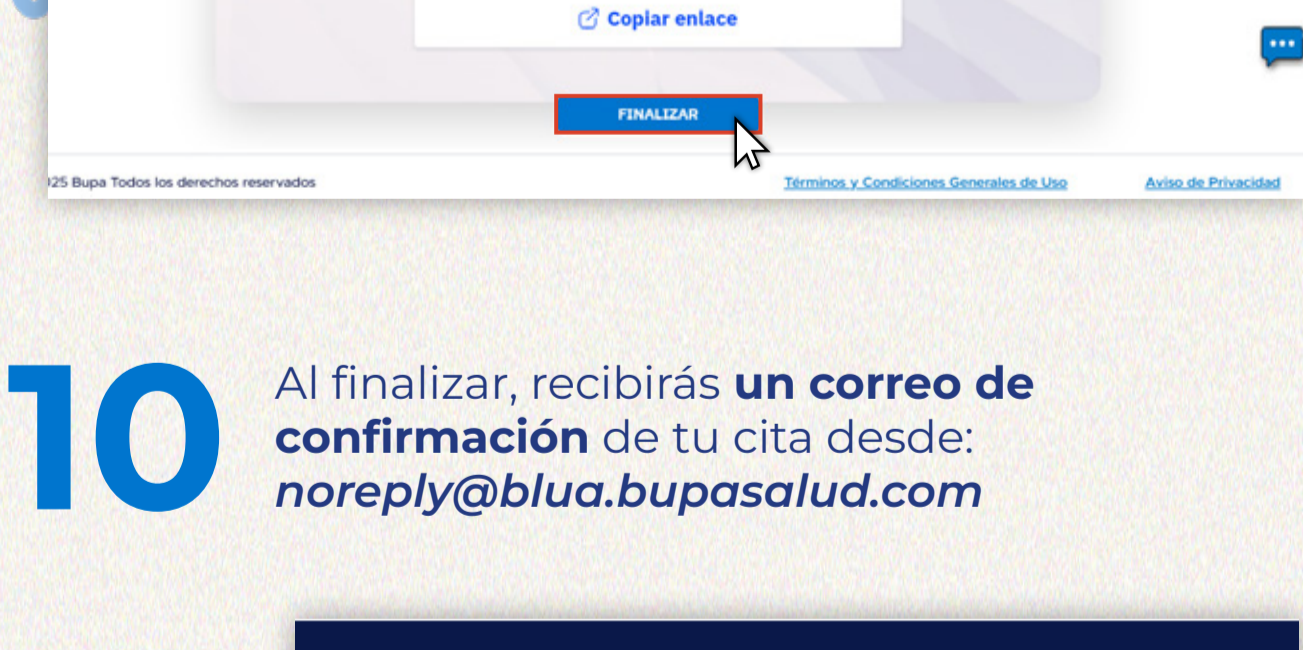 Copiar enlace
FINALIZAR
25 Bupa Todos los derechos reservados
Términos y Condiciones Generales de Uso
Aviso de Privacidad
10
Al finalizar, recibirás un correo de
confirmación de tu cita desde:
noreply@blua.bupasalud.com